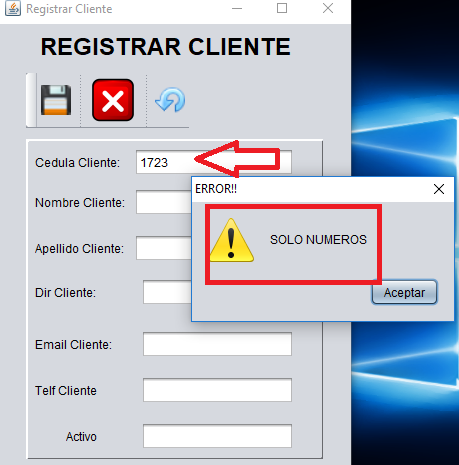 Registrar Cliente
REGISTRAR CLIENTE
Cedula Cliente: 1723
ERROR!!
Nombre Cliente:
SOLO NUMEROS
Apellido Cliente:
Dir Cliente:
Aceptar
Email Cliente:
Telf Cliente
Activo